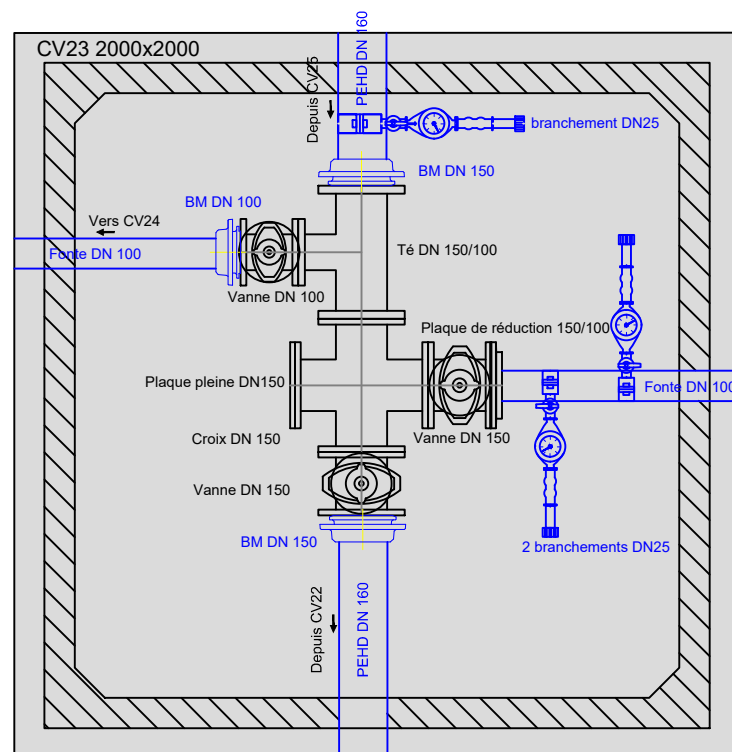 CV23 2000x2000
Depuis CV25
PEHD DN 160
branchement DN25
BM DN 150
BM DN 100
Vers CV24
Fonte DN 100
Té DN 150/100
Vanne DN 100
Plaque de réduction 150/100
Plaque pleine DN150
Fonte DN 100
Croix DN 150
Vanne DN 150
Vanne DN 150
BM DN 150
2 branchements DN25
Depuis CV22
PEHD DN 160